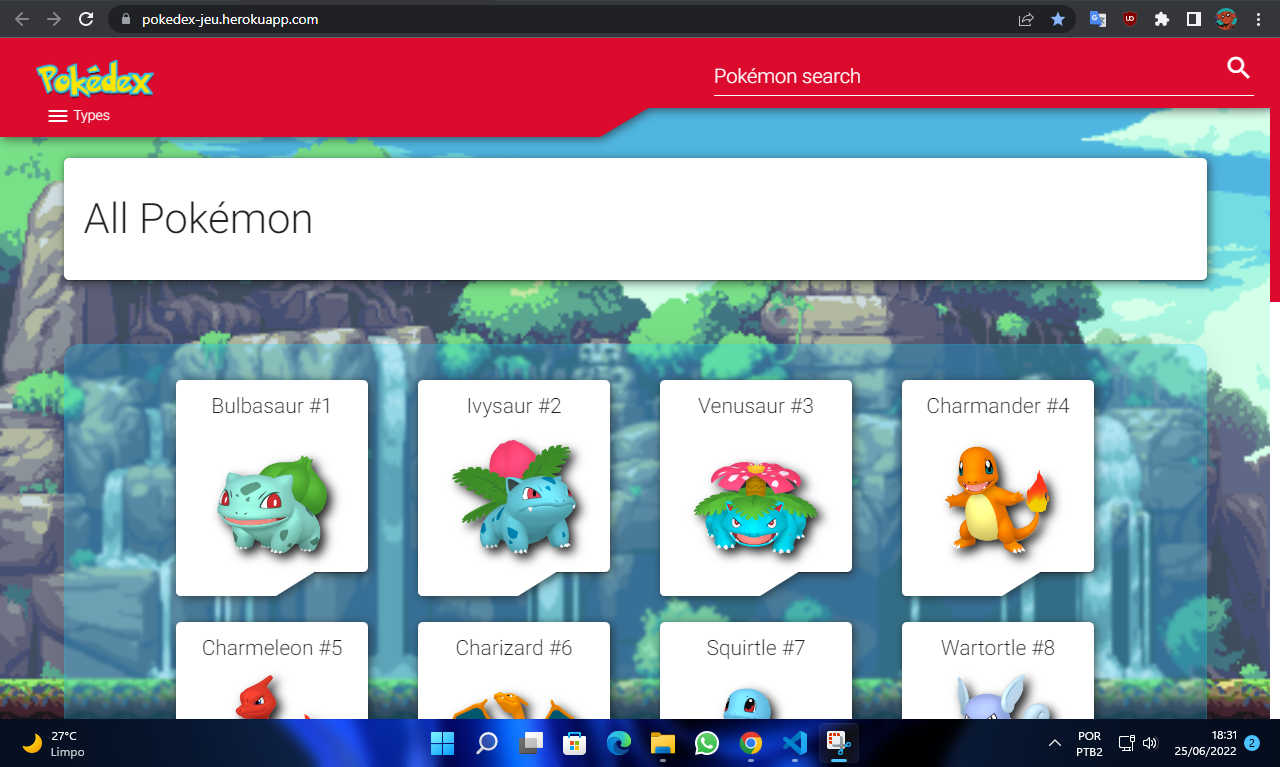 pokedex-jeu.herokuapp.com
Pokédex
Pokémon search
Types
All Pokémon
Bulbasaur #1
Ivysaur #2
Venusaur #3
Charmander #4
Charmeleon #5
Charizard #6
Squirtle #7
Wartortle #8
27°C
Limpo
POR
PTB2
18:31
25/06/2022
2